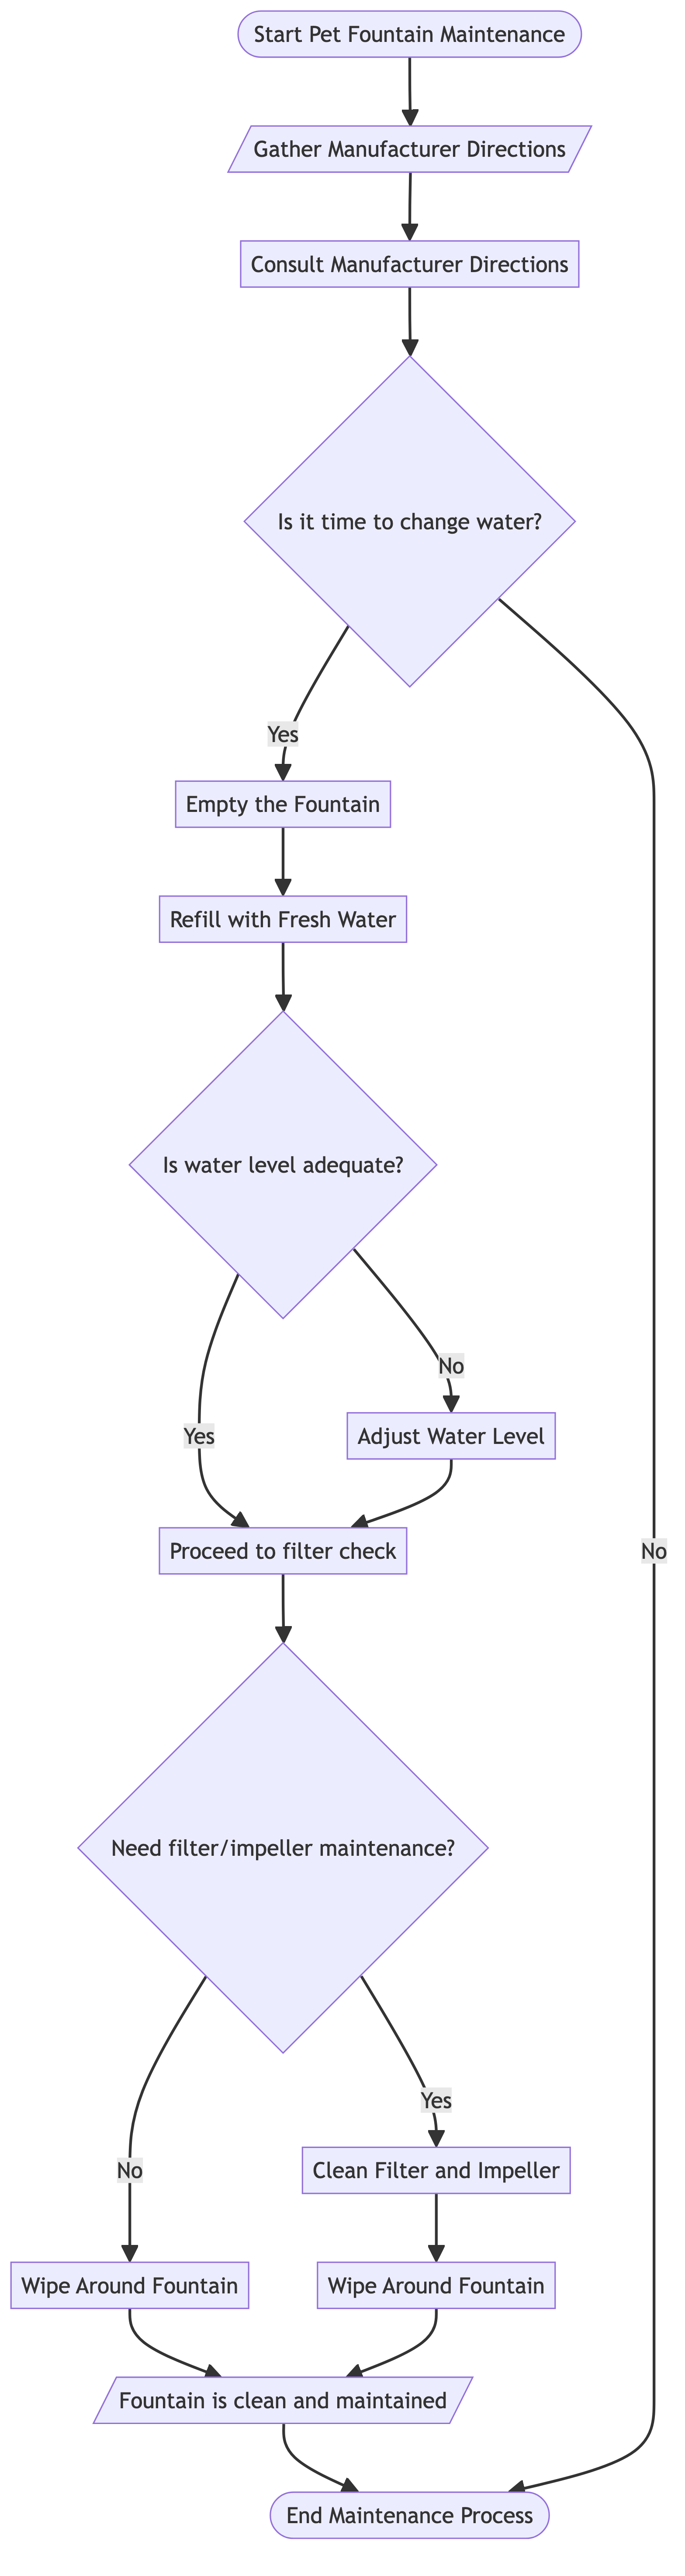 Start Pet Fountain Maintenance
Gather Manufacturer Directions
Consult Manufacturer Directions
Is it time to change water?
Yes
Empty the Fountain
Refill with Fresh Water
Is water level adequate?
No
Yes
Adjust Water Level
Proceed to filter check
No
Need filter/impeller maintenance?
Yes
No
Clean Filter and Impeller
Wipe Around Fountain
Wipe Around Fountain
Fountain is clean and maintained
End Maintenance Process